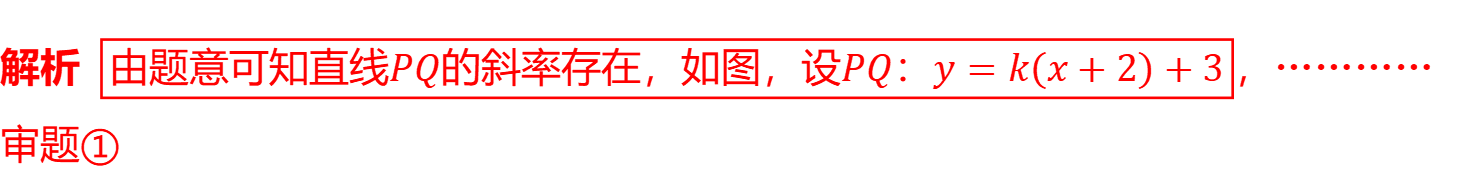 解析 由题意可知直线PQ的斜率存在，如图，设PQ：y = k(x + 2) + 3，…………
审题①